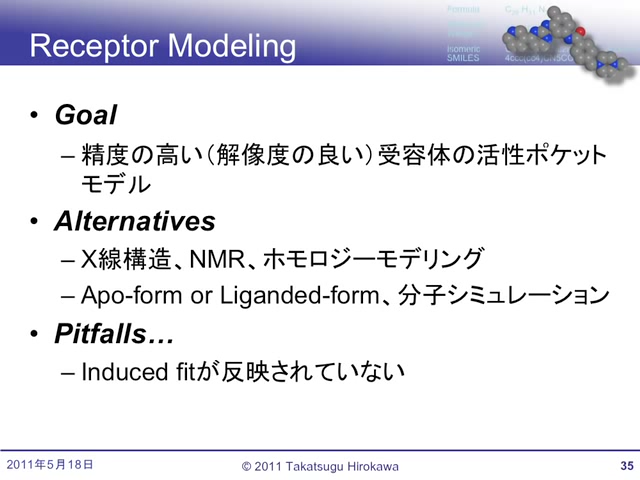 Formula
Receptor Modeling
Isomeric
SMILES
• Goal
– 精度の高い（解像度の良い）受容体の活性ポケット
モデル
• Alternatives
– X線構造、NMR、ホモロジーモデリング
– Apo-form or Liganded-form、分子シミュレーション
• Pitfalls…
– Induced fitが反映されていない
2011年5月18日
© 2011 Takatsugu Hirokawa
35